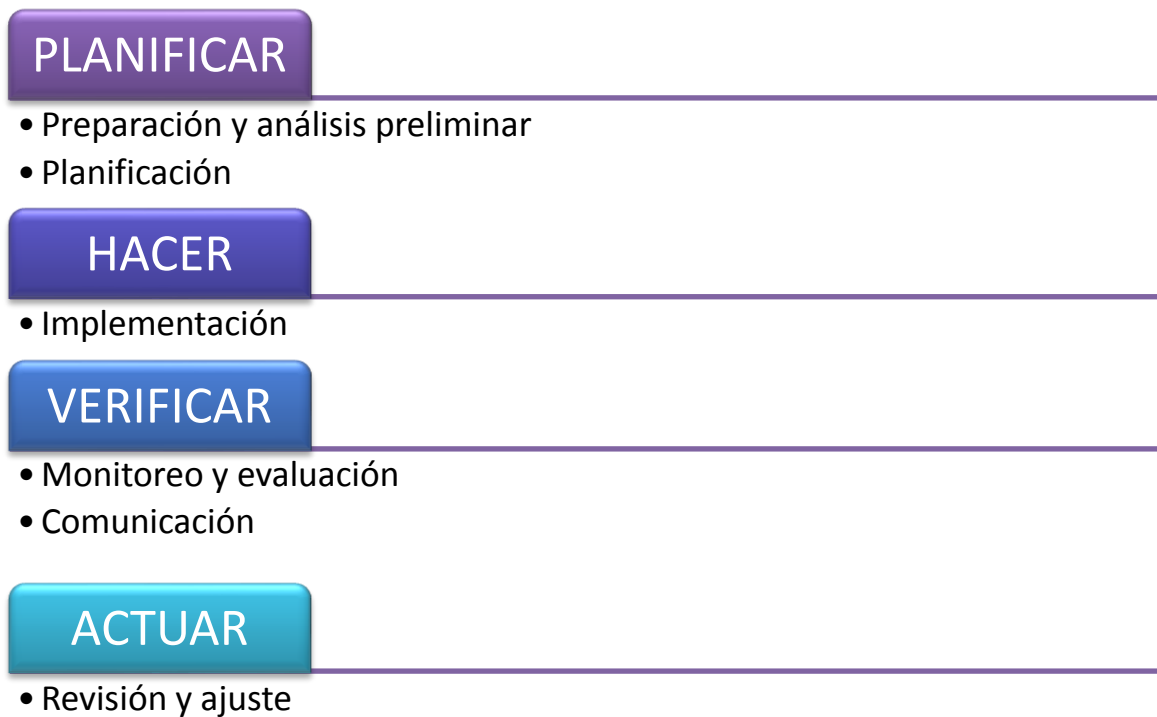 PLANIFICAR
• Preparación y análisis preliminar
• Planificación
HACER
• Implementación
VERIFICAR
• Monitoreo y evaluación
• Comunicación
ACTUAR
• Revisión y ajuste